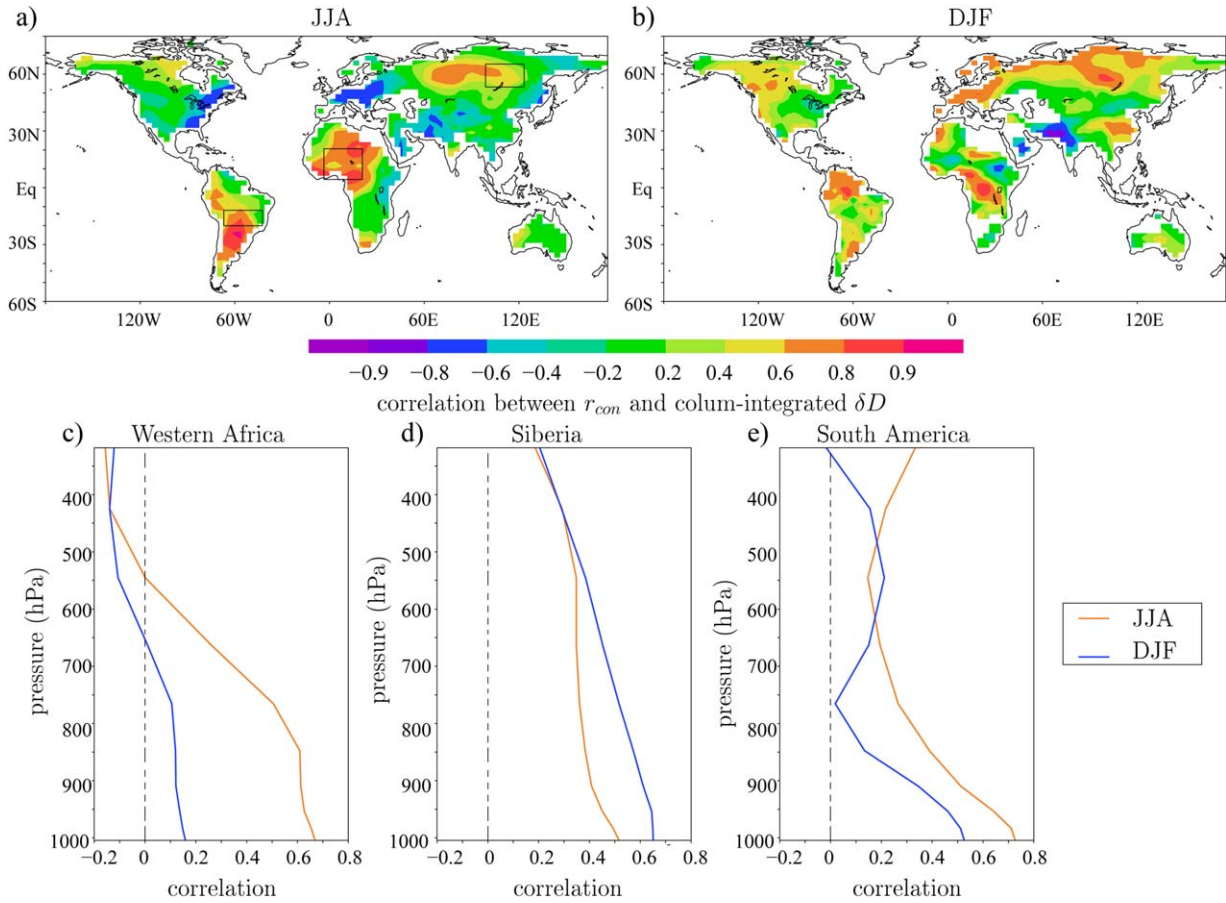 a) JJA
b) DJF
60N
30N
Eq
30S
60S
120W 60W 0 60E 120E
120W 60W 0 60E 120E
−0.9 −0.8 −0.6 −0.4 −0.2 0.2 0.4 0.6 0.8 0.9
correlation between r_con and colum-integrated δD
c) Western Africa
d) Siberia
e) South America
pressure (hPa)
400
500
600
700
800
900
1000
−0.2 0 0.2 0.4 0.6 0.8
correlation
pressure (hPa)
400
500
600
700
800
900
1000
−0.2 0 0.2 0.4 0.6 0.8
correlation
pressure (hPa)
400
500
600
700
800
900
1000
−0.2 0 0.2 0.4 0.6 0.8
correlation
JJA
DJF